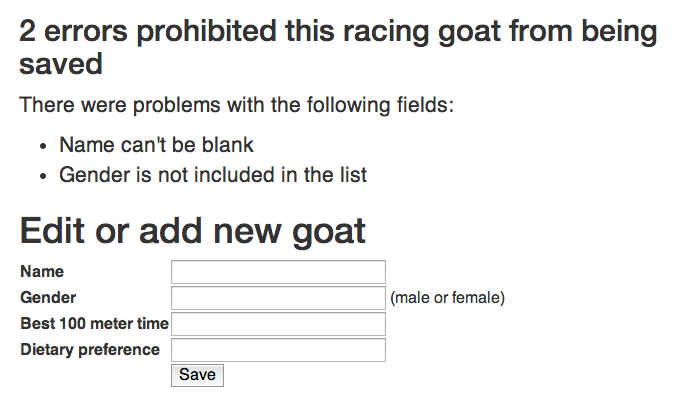 2 errors prohibited this racing goat from being
saved
There were problems with the following fields:
• Name can't be blank
• Gender is not included in the list
Edit or add new goat
Name
Gender (male or female)
Best 100 meter time
Dietary preference
Save